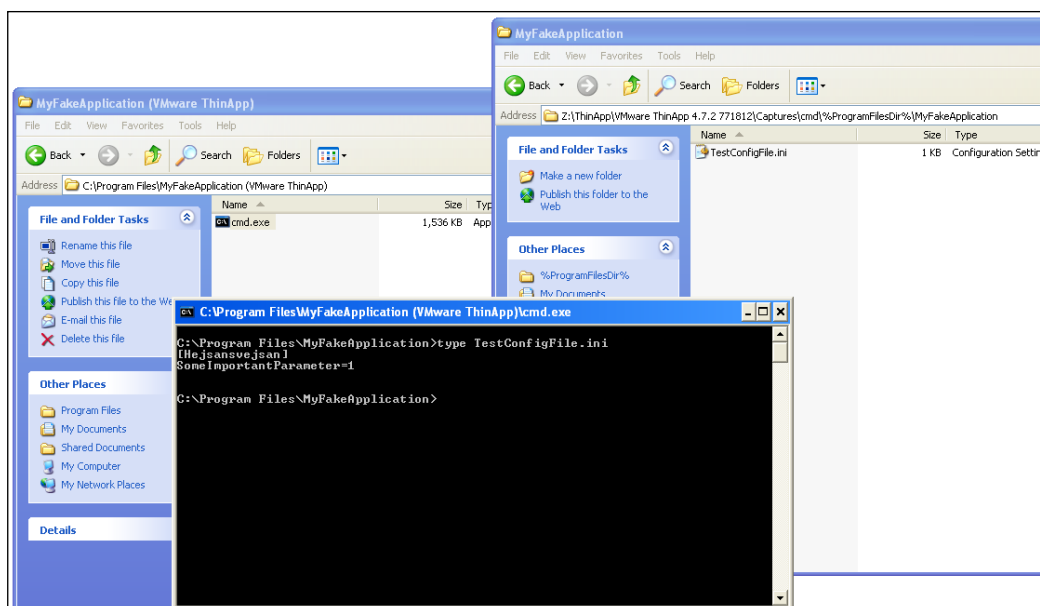 MyFakeApplication
File Edit View Favorites Tools Help
Back Search Folders
Address Z:\ThinApp\VMware ThinApp 4.7.2 771812\Captures\cmd\%ProgramFilesDir%\MyFakeApplication
Name Size Type
File and Folder Tasks
TestConfigFile.ini 1 KB Configuration Settin
Make a new folder
Publish this folder to the
Web
Other Places
%ProgramFilesDir%
My Documents
MyFakeApplication (VMware ThinApp)
File Edit View Favorites Tools Help
Back Search Folders
Address C:\Program Files\MyFakeApplication (VMware ThinApp)
Name Size Typ
File and Folder Tasks
cmd.exe 1,536 KB App
Rename this file
Move this file
Copy this file
Publish this file to the We
E-mail this file
Delete this file
Other Places
Program Files
My Documents
Shared Documents
My Computer
My Network Places
Details
C:\Program Files\MyFakeApplication (VMware ThinApp)\cmd.exe
C:\Program Files\MyFakeApplication>type TestConfigFile.ini
[Hejsansvejsan]
SomeImportantParameter=1
C:\Program Files\MyFakeApplication>